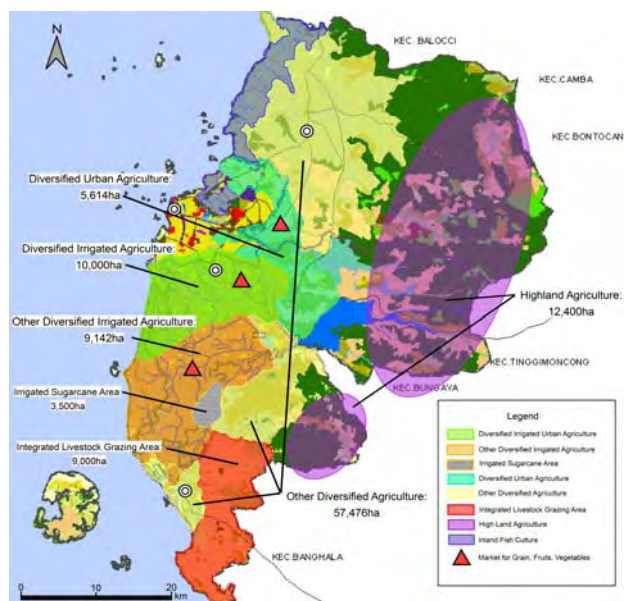 N
KEC. BALOCCI
KEC.CAMBA
KEC.BONTOCAN
Diversified Urban Agriculture:
5,614ha
Diversified Irrigated Agriculture:
10,000ha
Highland Agriculture:
12,400ha
Other Diversified Irrigated Agriculture:
9,142ha
KEC.TINGGIMONCONG
KEC.BUNGAYA
Irrigated Sugarcane Area
3,500ha
Integrated Livestock Grazing Area
9,000ha
Other Diversified Agriculture:
57,476ha
KEC.BANGHALA
Legend
Diversified Irrigated Urban Agriculture
Other Diversified Irrigated Agriculture
Irrigated Sugarcane Area
Diversified Urban Agriculture
Other Diversified Agriculture
Integrated Livestock Grazing Area
High Land Agriculture
Inland Fish Culture
Market for Grain, Fruits, Vegetables
0 10 20
km